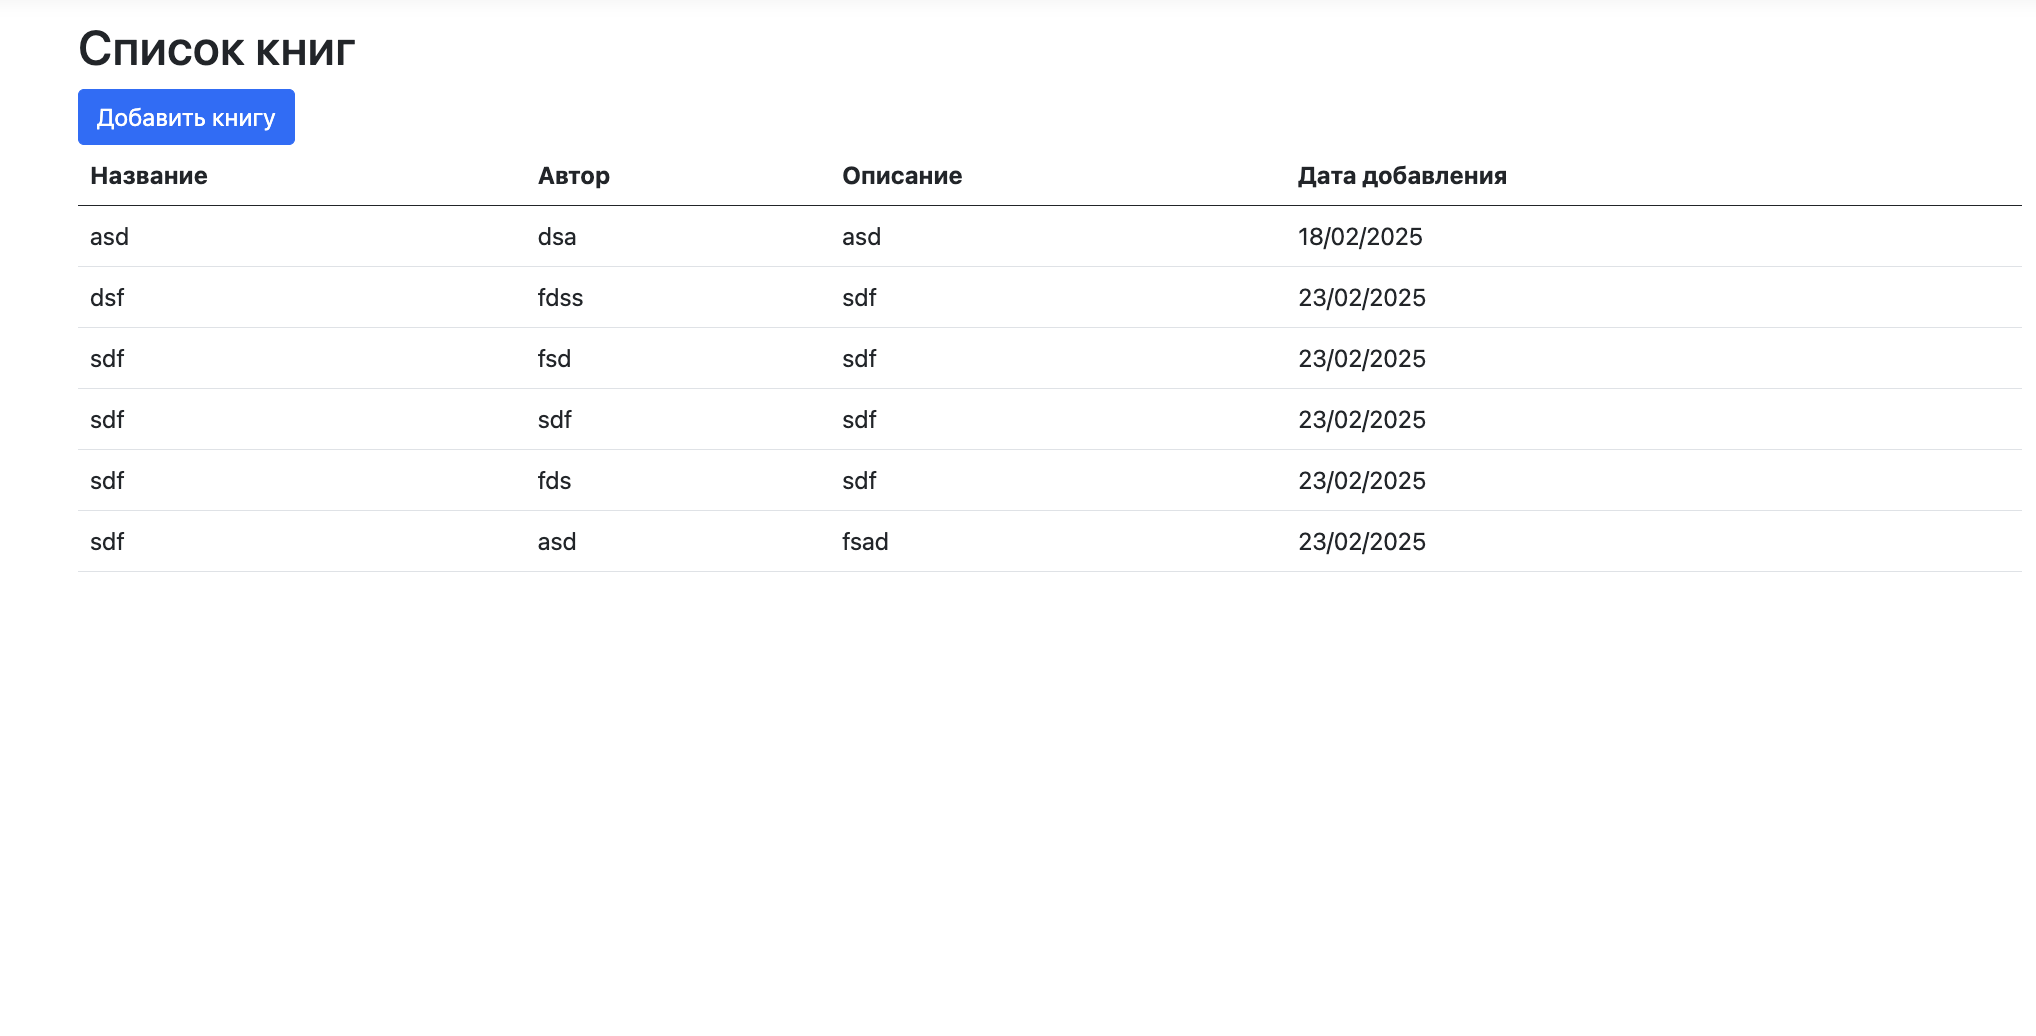 Список книг
Добавить книгу
Название Автор Описание Дата добавления
asd dsa asd 18/02/2025
dsf fdss sdf 23/02/2025
sdf fsd sdf 23/02/2025
sdf sdf sdf 23/02/2025
sdf fds sdf 23/02/2025
sdf asd fsad 23/02/2025